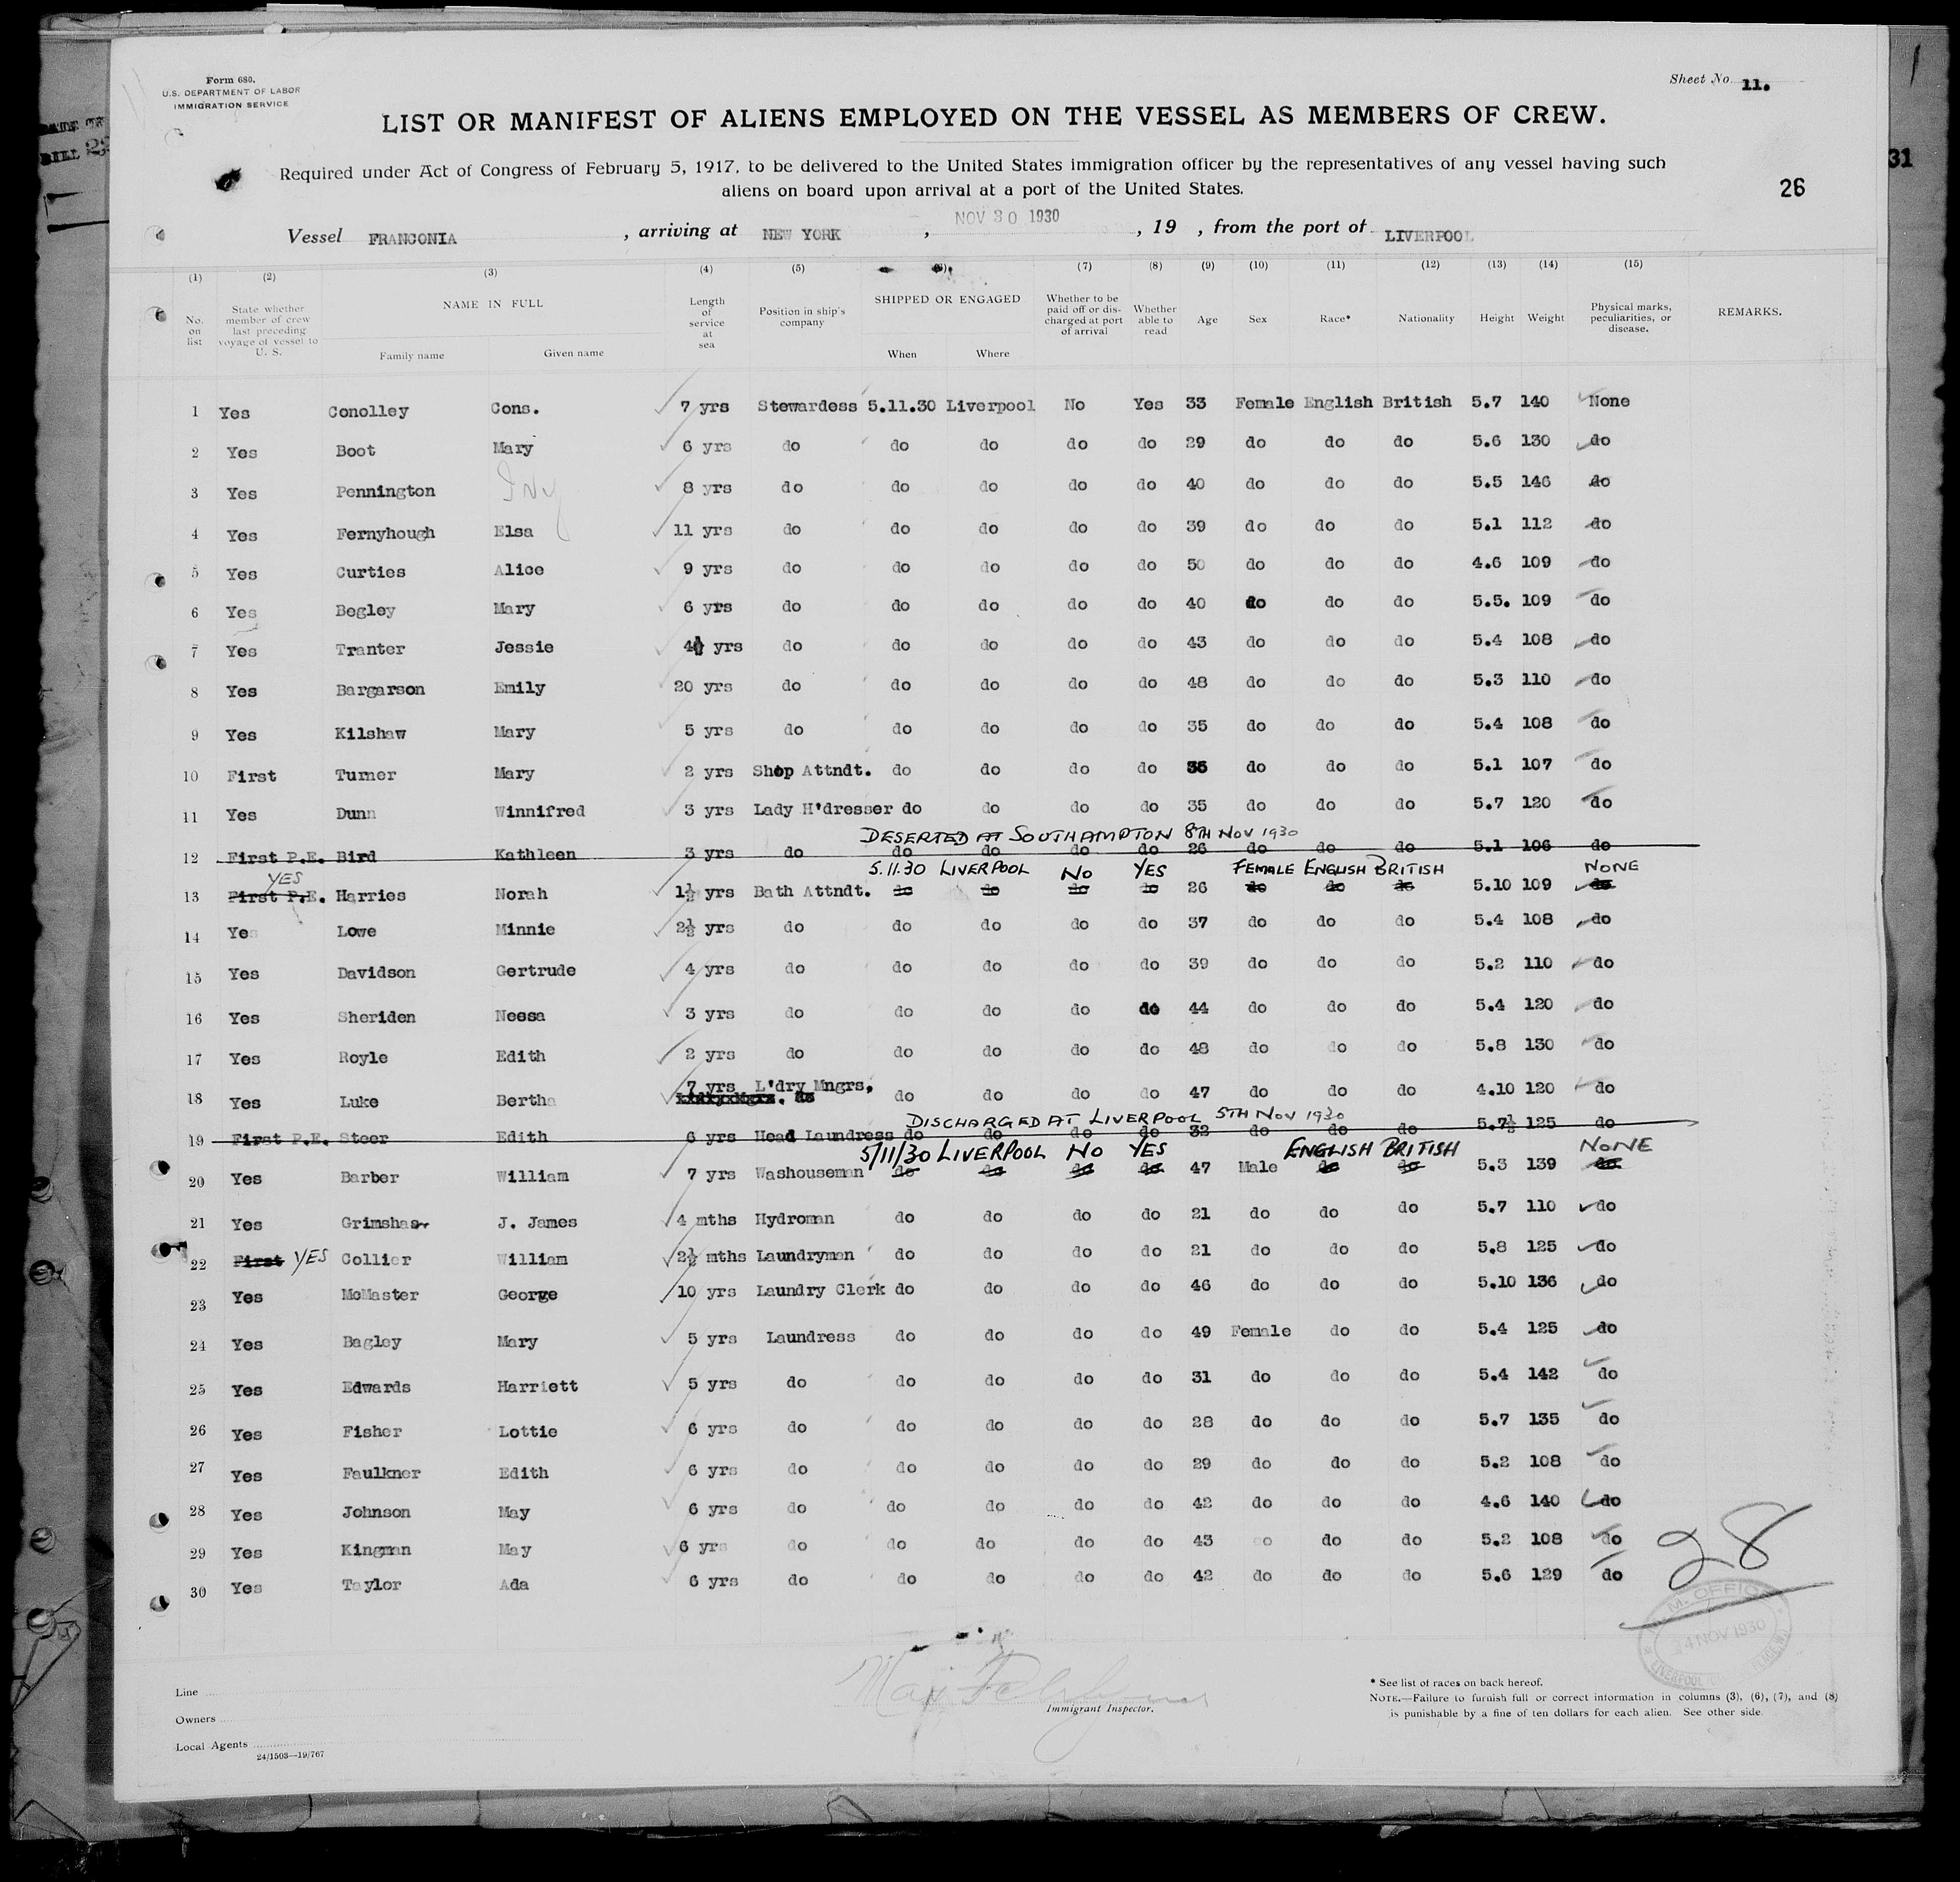 Form 680.
U.S. DEPARTMENT OF LABOR
IMMIGRATION SERVICE
Sheet No. 11.
LIST OR MANIFEST OF ALIENS EMPLOYED ON THE VESSEL AS MEMBERS OF CREW.
Required under Act of Congress of February 5, 1917, to be delivered to the United States immigration officer by the representatives of any vessel having such
aliens on board upon arrival at a port of the United States.
26
31
Vessel FRANCONIA , arriving at NEW YORK , NOV 30 1930 , 19 , from the port of LIVERPOOL
(1) (2) (3) (4) (5) (6) (7) (8) (9) (10) (11) (12) (13) (14) (15)
No. on list State whether member of crew last preceding voyage of vessel to U. S. NAME IN FULL Family name Given name Length of service at sea Position in ship's company SHIPPED OR ENGAGED When Where Whether to be paid off or discharged at port of arrival Whether able to read Age Sex Race* Nationality Height Weight Physical marks, peculiarities, or disease. REMARKS.
1 Yes Conolley Cons. 7 yrs Stewardess 5.11.30 Liverpool No Yes 33 Female English British 5.7 140 None
2 Yes Boot Mary 6 yrs do do do do do 29 do do do 5.6 130 do
3 Yes Pennington Ivy 8 yrs do do do do do 40 do do do 5.5 146 do
4 Yes Fernyhough Elsa 11 yrs do do do do do 39 do do do 5.1 112 do
5 Yes Curties Alice 9 yrs do do do do do 50 do do do 4.6 109 do
6 Yes Begley Mary 6 yrs do do do do do 40 do do do 5.5. 109 do
7 Yes Tranter Jessie 4½ yrs do do do do do 43 do do do 5.4 108 do
8 Yes Bargarson Emily 20 yrs do do do do do 48 do do do 5.3 110 do
9 Yes Kilshaw Mary 5 yrs do do do do do 35 do do do 5.4 108 do
10 First Turner Mary 2 yrs Shop Attndt. do do do do 35 do do do 5.1 107 do
11 Yes Dunn Winnifred 3 yrs Lady H'dresser do do do do 35 do do do 5.7 120 do
DESERTED AT SOUTHAMPTON 8TH NOV 1930
12 First P.E. Bird Kathleen 3 yrs do do do do do 26 do do do 5.1 106 do
YES 5.11.30 LIVERPOOL NO YES FEMALE ENGLISH BRITISH NONE
13 First P.E. Harries Norah 1½ yrs Bath Attndt. do do do do 26 do do do 5.10 109 do
14 Yes Lowe Minnie 2½ yrs do do do do do 37 do do do 5.4 108 do
15 Yes Davidson Gertrude 4 yrs do do do do do 39 do do do 5.2 110 do
16 Yes Sheriden Neesa 3 yrs do do do do do 44 do do do 5.4 120 do
17 Yes Royle Edith 2 yrs do do do do do 48 do do do 5.8 130 do
18 Yes Luke Bertha 7 yrs L'dry Mngrs, do do do do 47 do do do 4.10 120 do
DISCHARGED AT LIVERPOOL 5TH NOV 1930
19 First P.E. Steer Edith 6 yrs Head Laundress do do do do 32 do do do 5.7½ 125 do
5/11/30 LIVERPOOL NO YES ENGLISH BRITISH NONE
20 Yes Barber William 7 yrs Washouseman do do do do 47 Male do do 5.3 139 do
21 Yes Grimshaw J. James 4 mths Hydroman do do do do 21 do do do 5.7 110 do
22 First YES Collier William 2½ mths Laundryman do do do do 21 do do do 5.8 125 do
23 Yes McMaster George 10 yrs Laundry Clerk do do do do 46 do do do 5.10 136 do
24 Yes Bagley Mary 5 yrs Laundress do do do do 49 Female do do 5.4 125 do
25 Yes Edwards Harriett 5 yrs do do do do do 31 do do do 5.4 142 do
26 Yes Fisher Lottie 6 yrs do do do do do 28 do do do 5.7 135 do
27 Yes Faulkner Edith 6 yrs do do do do do 29 do do do 5.2 108 do
28 Yes Johnson May 6 yrs do do do do do 42 do do do 4.6 140 do
29 Yes Kingman May 6 yrs do do do do do 43 do do do 5.2 108 do
30 Yes Taylor Ada 6 yrs do do do do do 42 do do do 5.6 129 do
28
M. OFFICE
24 NOV 1930
LIVERPOOL
Line
Owners
Local Agents
24/1503—19/767
Immigrant Inspector.
* See list of races on back hereof.
NOTE.—Failure to furnish full or correct information in columns (3), (6), (7), and (8)
is punishable by a fine of ten dollars for each alien. See other side.